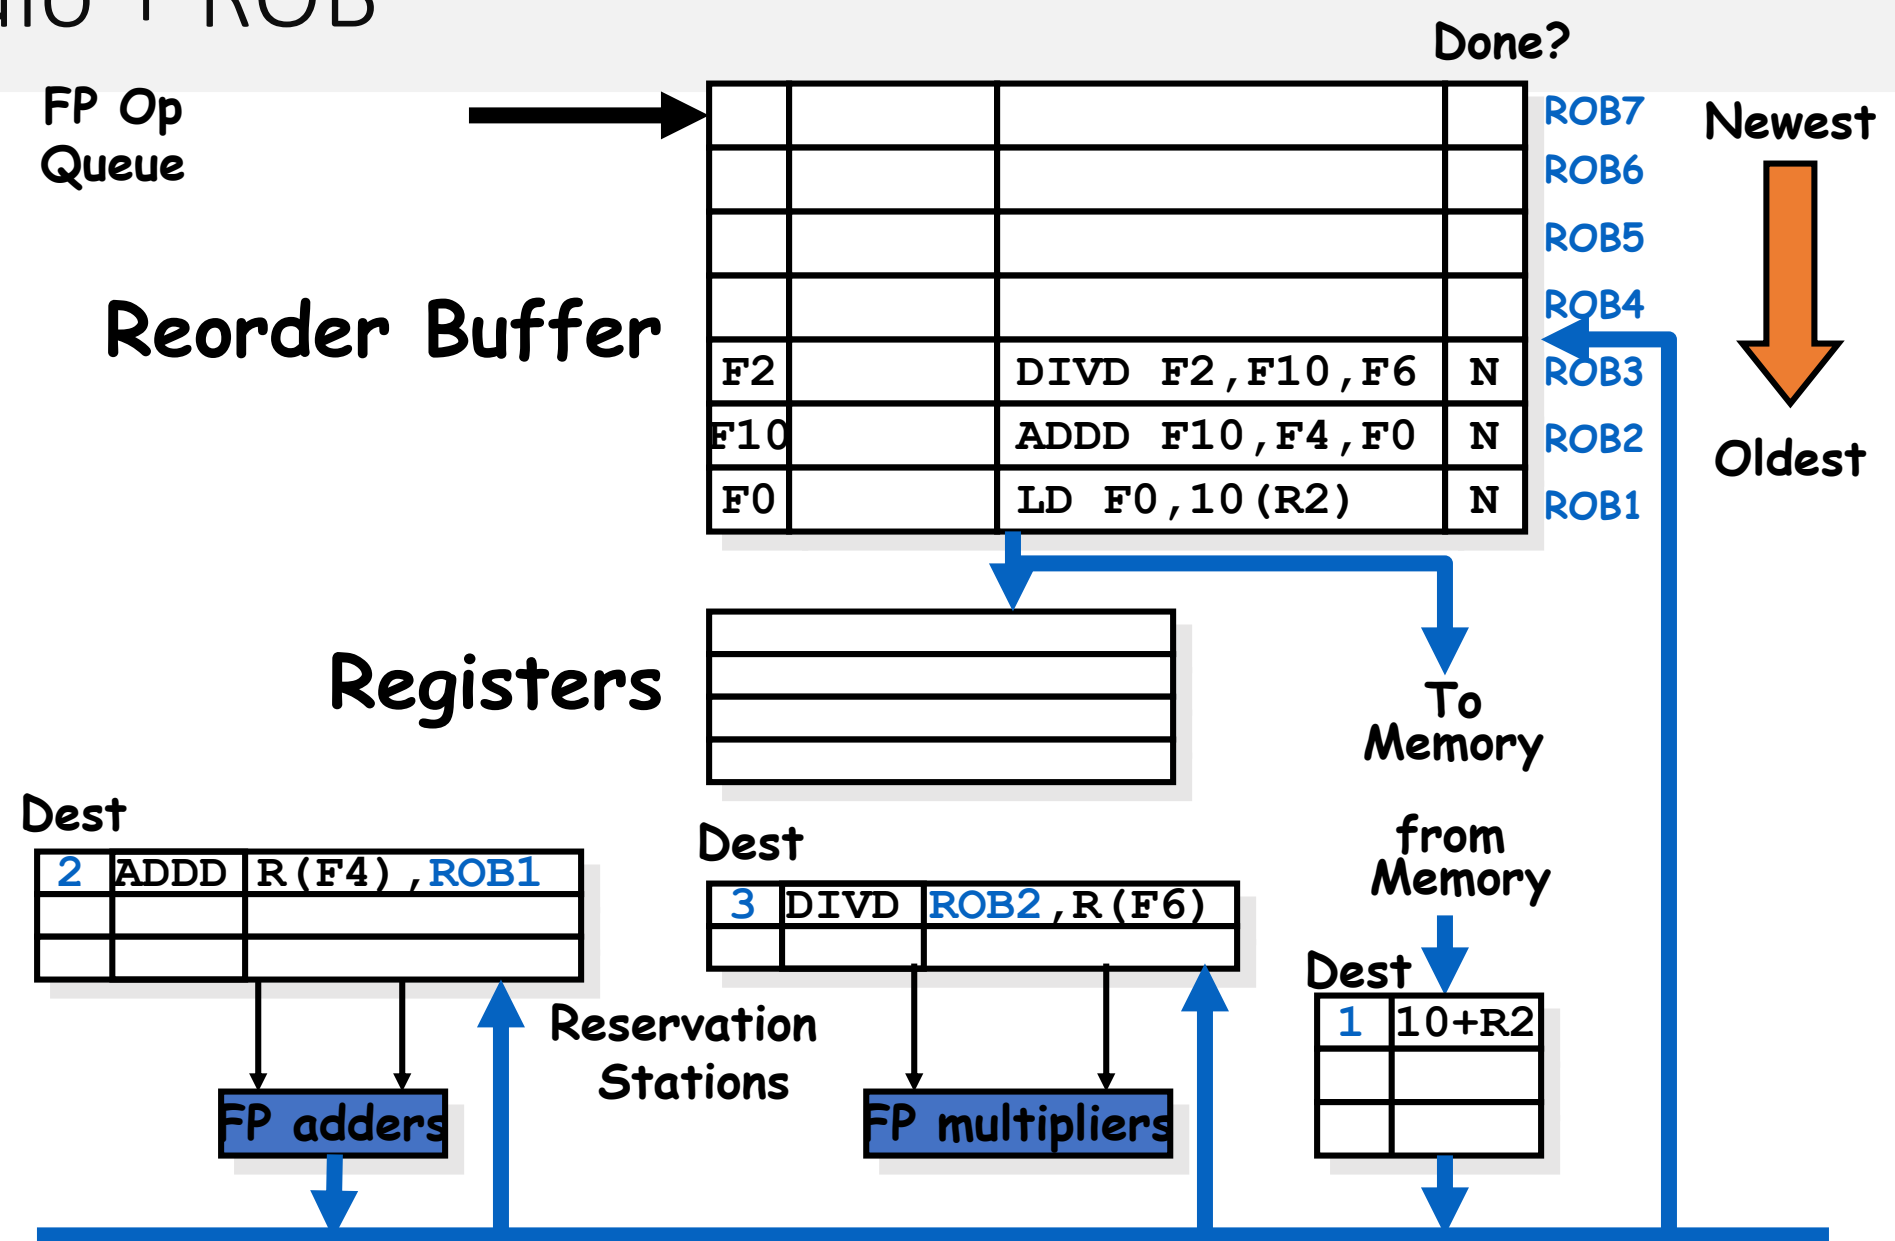 + ROB
Done?
FP Op
Queue
ROB7
Newest
ROB6
ROB5
Reorder Buffer
ROB4
F2 DIVD F2,F10,F6 N ROB3
F10 ADDD F10,F4,F0 N ROB2
Oldest
F0 LD F0,10(R2) N ROB1
Registers
To
Memory
Dest
2 ADDD R(F4),ROB1
Dest
3 DIVD ROB2,R(F6)
from
Memory
Dest
1 10+R2
Reservation
Stations
FP adders
FP multipliers